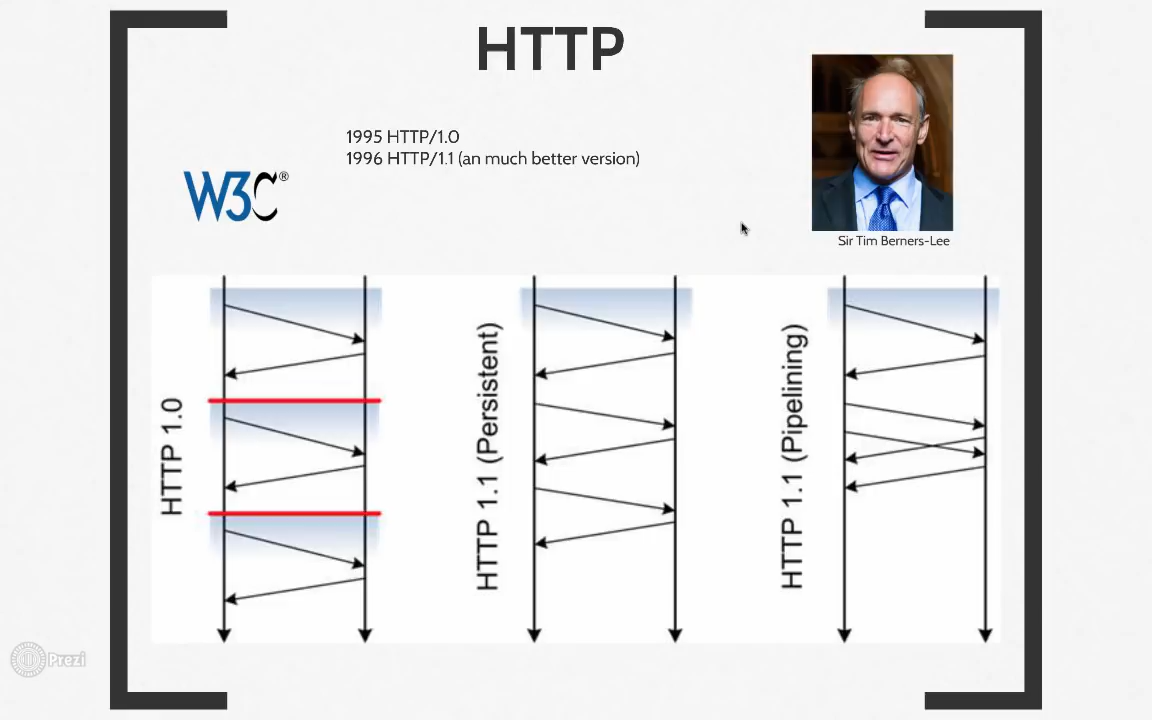 HTTP
1995 HTTP/1.0
1996 HTTP/1.1 (an much better version)
W3C®
Sir Tim Berners-Lee
HTTP 1.0
HTTP 1.1 (Persistent)
HTTP 1.1 (Pipelining)
Prezi